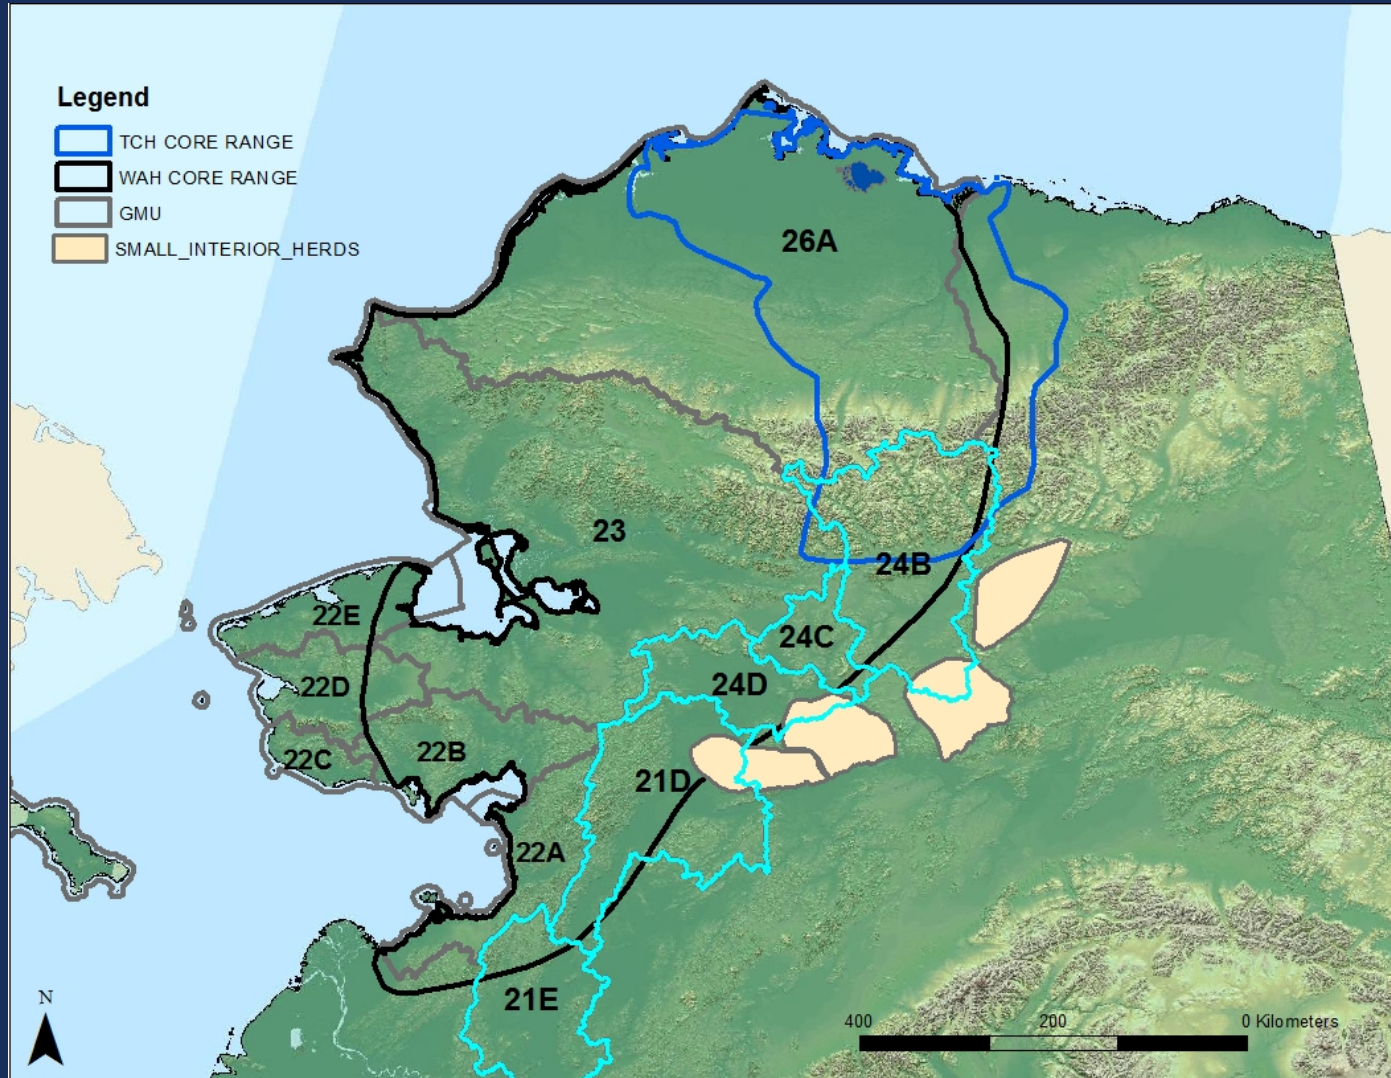 Legend
TCH CORE RANGE
WAH CORE RANGE
GMU
SMALL_INTERIOR_HERDS
26A
23
24B
22E
24C
22D
24D
22B
22C
21D
22A
21E
N
400 200 0 Kilometers